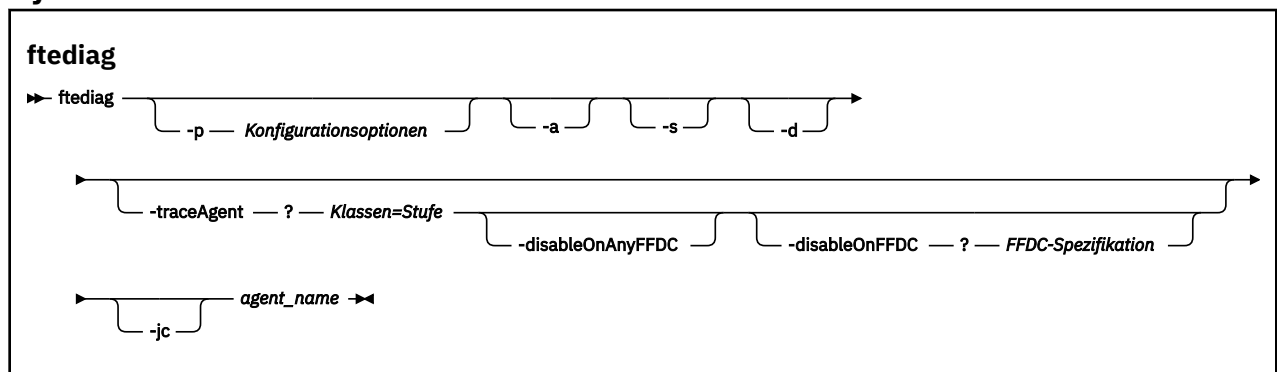 ftediag
ftediag
-p Konfigurationsoptionen -a -s -d
-traceAgent ? Klassen=Stufe
-disableOnAnyFFDC -disableOnFFDC ? FFDC-Spezifikation
agent_name
-jc